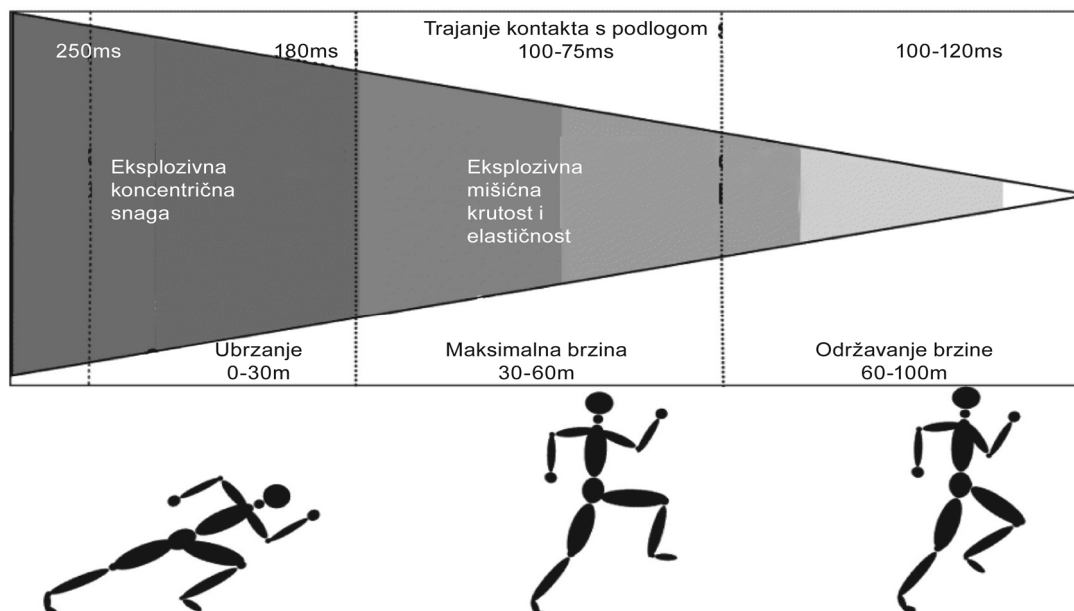 Trajanje kontakta s podlogom
250ms
180ms
100-75ms
100-120ms
Eksplozivna
koncentrična
snaga
Eksplozivna
mišićna
krutost i
elastičnost
Ubrzanje
0-30m
Maksimalna brzina
30-60m
Održavanje brzine
60-100m